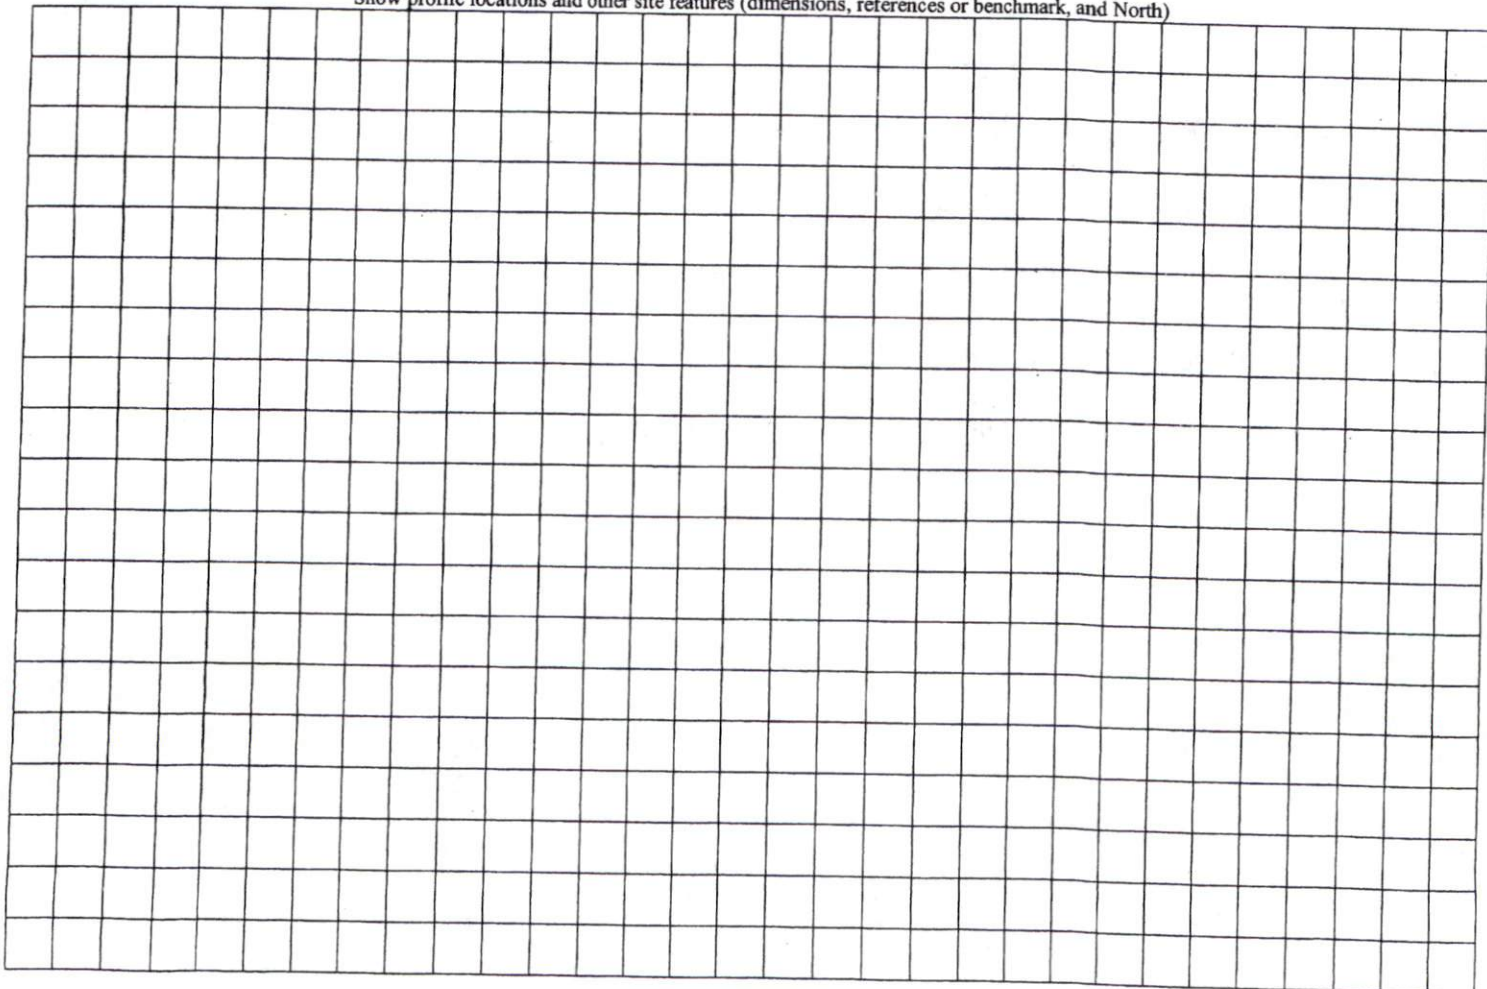 Show profile locations and other site features (dimensions, references or benchmark, and North)